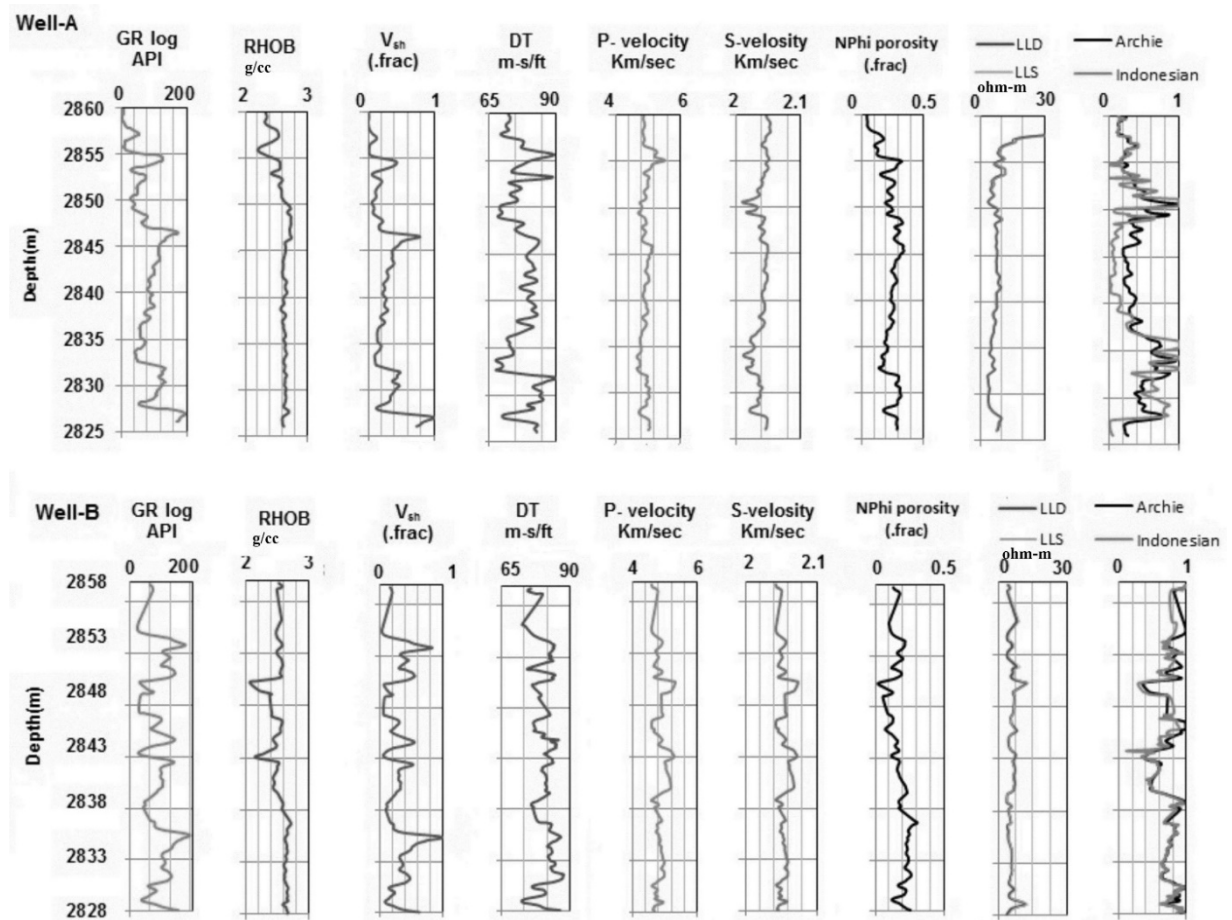 Well-A
GR log
API
RHOB
g/cc
Vsh
(.frac)
DT
m-s/ft
P- velocity
Km/sec
S-velosity
Km/sec
NPhi porosity
(.frac)
LLD
LLS
ohm-m
Archie
Indonesian
0 200
2 3
0 1
65 90
4 6
2 2.1
0 0.5
0 30
0 1
2860
2855
2850
2845
2840
2835
2830
2825
Depth(m)
Well-B
GR log
API
RHOB
g/cc
Vsh
(.frac)
DT
m-s/ft
P- velocity
Km/sec
S-velosity
Km/sec
NPhi porosity
(.frac)
LLD
LLS
ohm-m
Archie
Indonesian
0 200
2 3
0 1
65 90
4 6
2 2.1
0 0.5
0 30
0 1
2858
2853
2848
2843
2838
2833
2828
Depth(m)